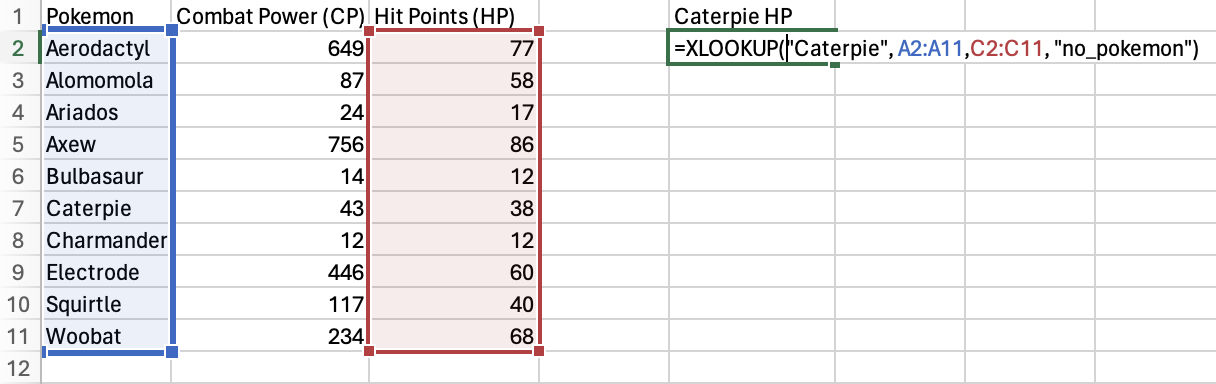 1 Pokemon Combat Power (CP) Hit Points (HP) Caterpie HP
2 Aerodactyl 649 77 =XLOOKUP("Caterpie", A2:A11,C2:C11, "no_pokemon")
3 Alomomola 87 58
4 Ariados 24 17
5 Axew 756 86
6 Bulbasaur 14 12
7 Caterpie 43 38
8 Charmander 12 12
9 Electrode 446 60
10 Squirtle 117 40
11 Woobat 234 68
12